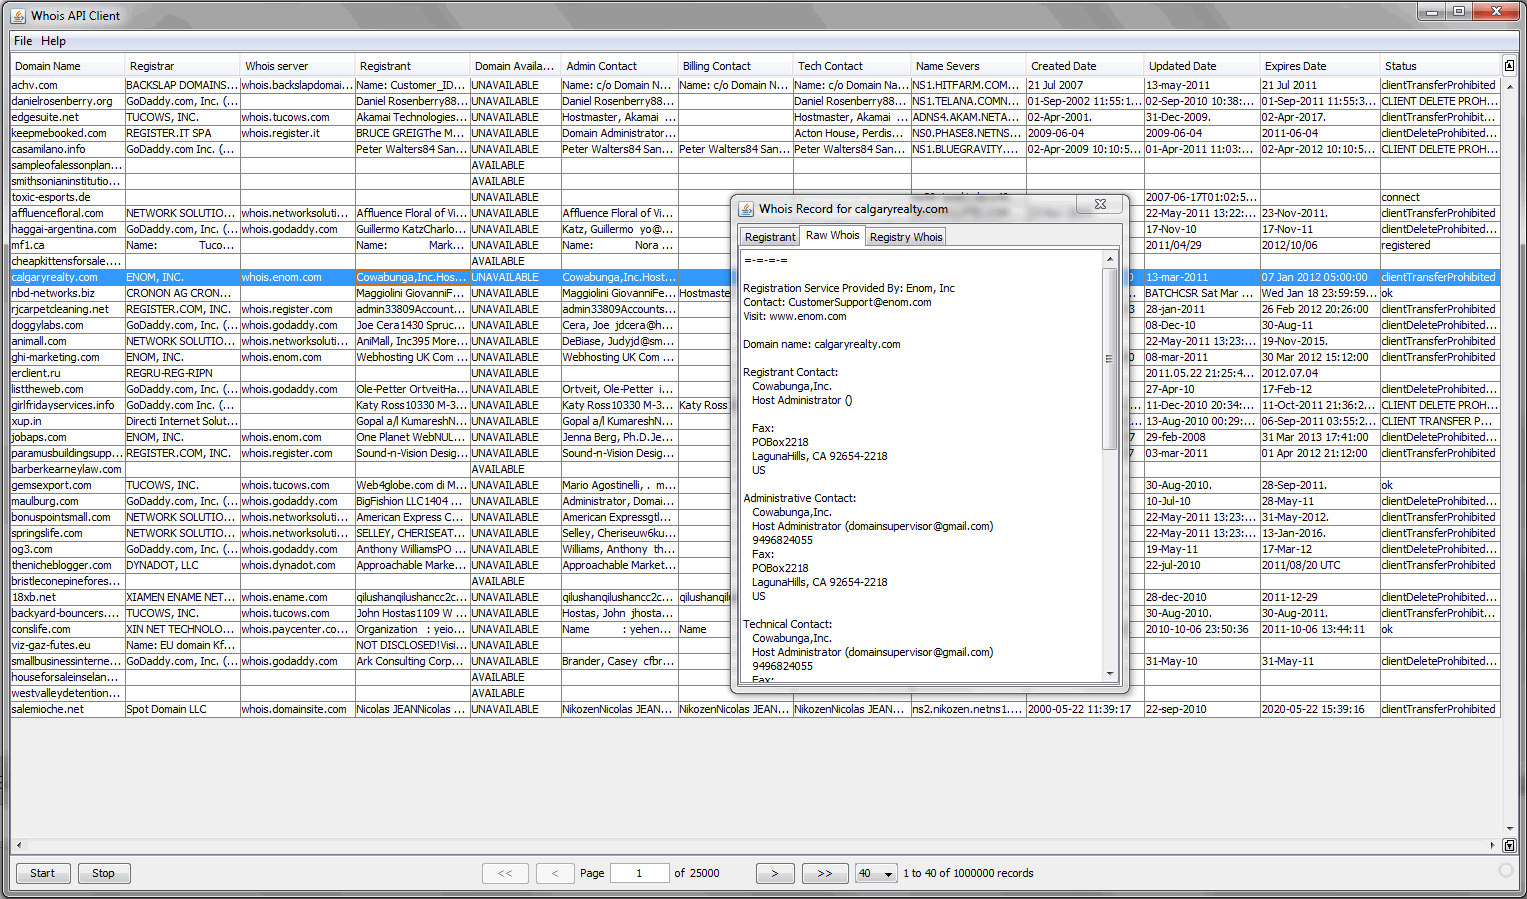 Whois API Client
File Help
Domain Name Registrar Whois server Registrant Domain Availa... Admin Contact Billing Contact Tech Contact Name Severs Created Date Updated Date Expires Date Status
achv.com BACKSLAP DOMAINS... whois.backslapdomai... Name: Customer_ID... UNAVAILABLE Name: c/o Domain N... Name: c/o Domain N... Name: c/o Domain Na... NS1.HITFARM.COM... 21 Jul 2007 13-may-2011 21 Jul 2011 clientTransferProhibited
danielrosenberry.org GoDaddy.com, Inc. (... Daniel Rosenberry88... UNAVAILABLE Daniel Rosenberry88... Daniel Rosenberry88... NS1.TELANA.COMN... 01-Sep-2002 11:55:1... 02-Sep-2010 10:38:... 01-Sep-2011 11:55:3... CLIENT DELETE PROH...
edgesuite.net TUCOWS, INC. whois.tucows.com Akamai Technologies... UNAVAILABLE Hostmaster, Akamai ... Hostmaster, Akamai ... ADNS4.AKAM.NETA... 02-Apr-2001. 31-Dec-2009. 02-Apr-2017. clientTransferProhibited
keepmebooked.com REGISTER.IT SPA whois.register.it BRUCE GREIGThe M... UNAVAILABLE Domain Administrator... Acton House, Perdis... NS0.PHASE8.NETNS... 2009-06-04 2009-06-04 2011-06-04 clientDeleteProhibited...
casamilano.info GoDaddy.com Inc. (... Peter Walters84 San... UNAVAILABLE Peter Walters84 San... Peter Walters84 San... Peter Walters84 San... NS1.BLUEGRAVITY.... 02-Apr-2009 10:10:5... 01-Apr-2011 11:03:... 02-Apr-2012 10:10:5... CLIENT DELETE PROH...
sampleofalessonplan... AVAILABLE
smithsonianinstitutio... AVAILABLE
toxic-esports.de UNAVAILABLE 2007-06-17T01:02:5... connect
affluencefloral.com NETWORK SOLUTIO... whois.networksoluti... Affluence Floral of Vi... UNAVAILABLE Affluence Floral of Vi... 22-May-2011 13:22:... 23-Nov-2011. clientTransferProhibited
haggai-argentina.com GoDaddy.com, Inc. (... whois.godaddy.com Guillermo KatzCharlo... UNAVAILABLE Katz, Guillermo yo@... 17-Nov-10 17-Nov-11 clientDeleteProhibited...
mf1.ca Name: Tuco... Name: Mark... UNAVAILABLE Name: Nora ... 2011/04/29 2012/10/06 registered
cheapkittensforsale.... AVAILABLE
calgaryrealty.com ENOM, INC. whois.enom.com Cowabunga,Inc.Hos... UNAVAILABLE Cowabunga,Inc.Host... 0 13-mar-2011 07 Jan 2012 05:00:00 clientTransferProhibited
nbd-networks.biz CRONON AG CRON... Maggiolini GiovanniF... UNAVAILABLE Maggiolini GiovanniFe... Hostmaste BATCHCSR Sat Mar ... Wed Jan 18 23:59:59... ok
rjcarpetcleaning.net REGISTER.COM, INC. whois.register.com admin33809Accounts... UNAVAILABLE admin33809Accounts... 3 28-jan-2011 26 Feb 2012 20:26:00 clientTransferProhibited
doggylabs.com GoDaddy.com, Inc. (... whois.godaddy.com Joe Cera1430 Spruc... UNAVAILABLE Cera, Joe jdcera@h... 08-Dec-10 30-Aug-11 clientDeleteProhibited...
animall.com NETWORK SOLUTIO... whois.networksoluti... AniMall, Inc395 More... UNAVAILABLE DeBiase, Judyjd@sm... 22-May-2011 13:23:... 19-Nov-2015. clientTransferProhibited
ghi-marketing.com ENOM, INC. whois.enom.com Webhosting UK Com ... UNAVAILABLE Webhosting UK Com ... 0 08-mar-2011 30 Mar 2012 15:12:00 clientTransferProhibited
erclient.ru REGRU-REG-RIPN UNAVAILABLE 2011.05.22 21:25:4... 2012.07.04
listtheweb.com GoDaddy.com, Inc. (... whois.godaddy.com Ole-Petter OrtveitHa... UNAVAILABLE Ortveit, Ole-Petter i... 27-Apr-10 17-Feb-12 clientDeleteProhibited...
girlfridayservices.info GoDaddy.com Inc. (... Katy Ross10330 M-3... UNAVAILABLE Katy Ross10330 M-3... Katy Ross1 11-Dec-2010 20:34:... 11-Oct-2011 21:36:2... CLIENT DELETE PROH...
xup.in Directi Internet Solut... Gopal a/l KumareshN... UNAVAILABLE Gopal a/l KumareshN... 13-Aug-2010 00:29:... 06-Sep-2011 03:55:2... CLIENT TRANSFER P...
jobaps.com ENOM, INC. whois.enom.com One Planet WebNUL... UNAVAILABLE Jenna Berg, Ph.D.Je... 7 29-feb-2008 31 Mar 2013 17:41:00 clientTransferProhibited
paramusbuildingsupp... REGISTER.COM, INC. whois.register.com Sound-n-Vision Desig... UNAVAILABLE Sound-n-Vision Desig... 7 03-mar-2011 01 Apr 2012 21:12:00 clientTransferProhibited
barberkearneylaw.com AVAILABLE
gemsexport.com TUCOWS, INC. whois.tucows.com Web4globe.com di M... UNAVAILABLE Mario Agostinelli, . m... 30-Aug-2010. 28-Sep-2011. ok
maulburg.com GoDaddy.com, Inc. (... whois.godaddy.com BigFishion LLC1404 ... UNAVAILABLE Administrator, Domai... 10-Jul-10 28-May-11 clientDeleteProhibited...
bonuspointsmall.com NETWORK SOLUTIO... whois.networksoluti... American Express C... UNAVAILABLE American Expressgtl... 22-May-2011 13:23:... 31-May-2012. clientTransferProhibited
springslife.com NETWORK SOLUTIO... whois.networksoluti... SELLEY, CHERISEAT... UNAVAILABLE Selley, Cheriseuw6ku... 22-May-2011 13:23:... 13-Jan-2016. clientTransferProhibited
og3.com GoDaddy.com, Inc. (... whois.godaddy.com Anthony WilliamsPO ... UNAVAILABLE Williams, Anthony th... 19-May-11 17-Mar-12 clientDeleteProhibited...
thenicheblogger.com DYNADOT, LLC whois.dynadot.com Approachable Marke... UNAVAILABLE Approachable Market... 22-jul-2010 2011/08/20 UTC clientTransferProhibited
bristleconepinefores... AVAILABLE
18xb.net XIAMEN ENAME NET... whois.ename.com qilushanqilushancc2c... UNAVAILABLE qilushanqilushancc2c... qilushanqilu 28-dec-2010 2011-12-29 clientDeleteProhibited...
backyard-bouncers.... TUCOWS, INC. whois.tucows.com John Hostas1109 W ... UNAVAILABLE Hostas, John jhosta... 30-Aug-2010. 30-Aug-2011. clientTransferProhibit...
conslife.com XIN NET TECHNOLO... whois.paycenter.co... Organization : yeio... UNAVAILABLE Name : yehen... Name 2010-10-06 23:50:36 2011-10-06 13:44:11 ok
viz-gaz-futes.eu Name: EU domain Kf... NOT DISCLOSED!Visi... UNAVAILABLE
smallbusinessinterne... GoDaddy.com, Inc. (... whois.godaddy.com Ark Consulting Corp... UNAVAILABLE Brander, Casey cfbr... 31-May-10 31-May-11 clientDeleteProhibited...
houseforsaleinselan... AVAILABLE
westvalleydetention... AVAILABLE
salemioche.net Spot Domain LLC whois.domainsite.com Nicolas JEANNicolas ... UNAVAILABLE NikozenNicolas JEAN... NikozenNicolas JEAN... NikozenNicolas JEAN... ns2.nikozen.netns1.... 2000-05-22 11:39:17 22-sep-2010 2020-05-22 15:39:16 clientTransferProhibited
Whois Record for calgaryrealty.com
Registrant Raw Whois Registry Whois
=-=-=-=
Registration Service Provided By: Enom, Inc
Contact: CustomerSupport@enom.com
Visit: www.enom.com
Domain name: calgaryrealty.com
Registrant Contact:
Cowabunga,Inc.
Host Administrator ()
Fax:
POBox2218
LagunaHills, CA 92654-2218
US
Administrative Contact:
Cowabunga,Inc.
Host Administrator (domainsupervisor@gmail.com)
9496824055
Fax:
POBox2218
LagunaHills, CA 92654-2218
US
Technical Contact:
Cowabunga,Inc.
Host Administrator (domainsupervisor@gmail.com)
9496824055
Fax:
Start Stop << < Page 1 of 25000 > >> 40 1 to 40 of 1000000 records